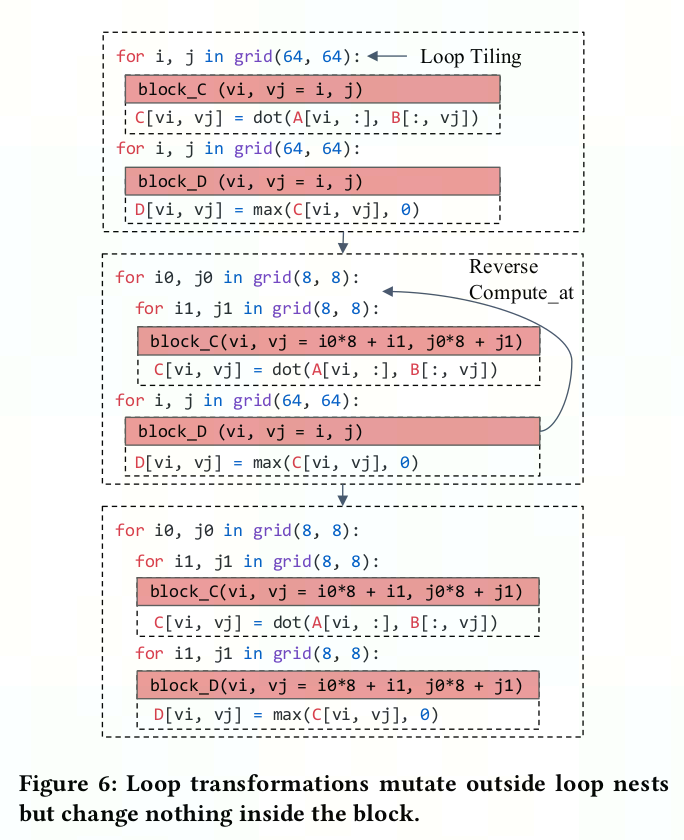 for i, j in grid(64, 64):
Loop Tiling
block_C (vi, vj = i, j)
C[vi, vj] = dot(A[vi, :], B[:, vj])
for i, j in grid(64, 64):
block_D (vi, vj = i, j)
D[vi, vj] = max(C[vi, vj], 0)
for i0, j0 in grid(8, 8):
Reverse
Compute_at
for i1, j1 in grid(8, 8):
block_C(vi, vj = i0*8 + i1, j0*8 + j1)
C[vi, vj] = dot(A[vi, :], B[:, vj])
for i, j in grid(64, 64):
block_D (vi, vj = i, j)
D[vi, vj] = max(C[vi, vj], 0)
for i0, j0 in grid(8, 8):
for i1, j1 in grid(8, 8):
block_C(vi, vj = i0*8 + i1, j0*8 + j1)
C[vi, vj] = dot(A[vi, :], B[:, vj])
for i1, j1 in grid(8, 8):
block_D(vi, vj = i0*8 + i1, j0*8 + j1)
D[vi, vj] = max(C[vi, vj], 0)
Figure 6: Loop transformations mutate outside loop nests
but change nothing inside the block.